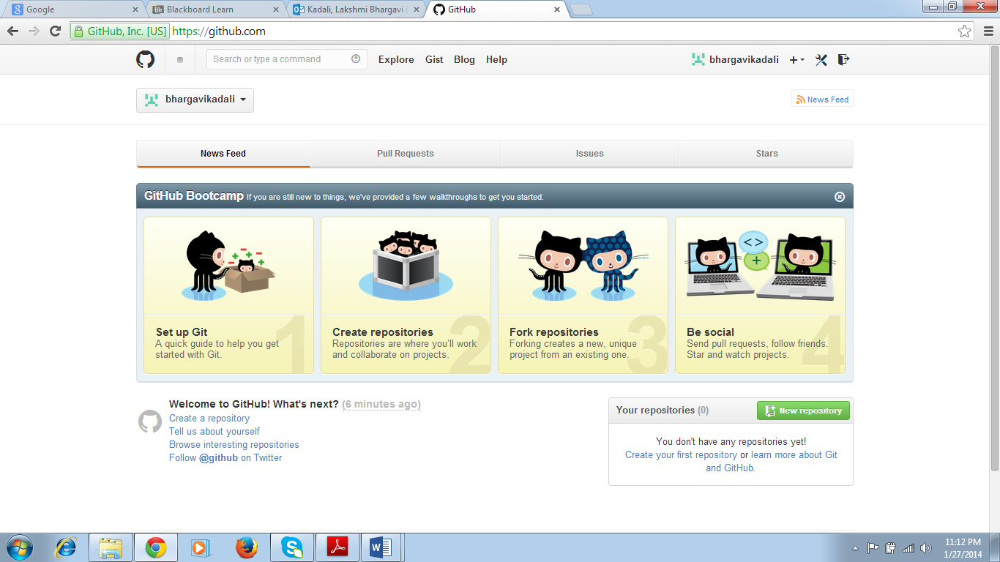 Google
Blackboard Learn
Kadali, Lakshmi Bhargavi
GitHub
GitHub, Inc. [US] https://github.com
Search or type a command
Explore Gist Blog Help
bhargavikadali
bhargavikadali
News Feed
News Feed Pull Requests Issues Stars
GitHub Bootcamp If you are still new to things, we've provided a few walkthroughs to get you started.
1
Set up Git
A quick guide to help you get
started with Git.
2
Create repositories
Repositories are where you'll work
and collaborate on projects.
3
Fork repositories
Forking creates a new, unique
project from an existing one.
4
Be social
Send pull requests, follow friends.
Star and watch projects.
Welcome to GitHub! What's next? (6 minutes ago)
Create a repository
Tell us about yourself
Browse interesting repositories
Follow @github on Twitter
Your repositories (0)
New repository
You don't have any repositories yet!
Create your first repository or learn more about Git
and GitHub.
11:12 PM
1/27/2014